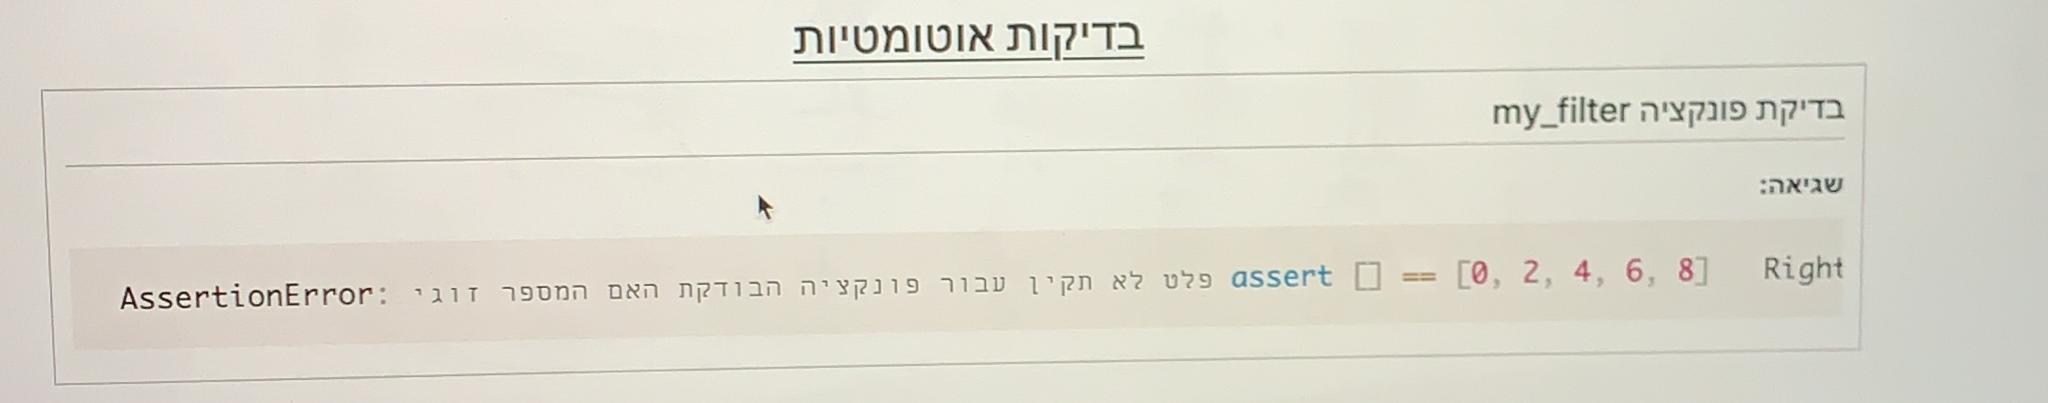 בדיקות אוטומטיות
בדיקת פונקציה my_filter
שגיאה:
AssertionError: פלט לא תקין עבור פונקציה הבודקת האם המספר זוגי assert [] == [0, 2, 4, 6, 8] Right